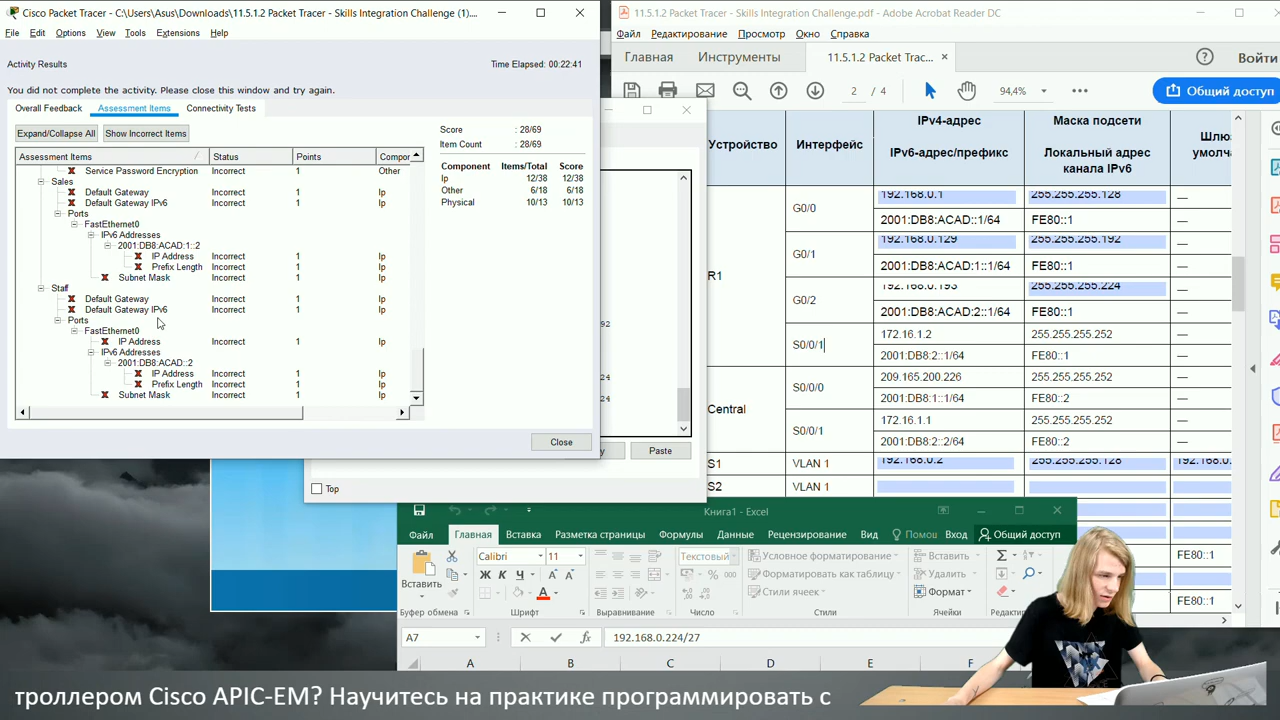 Cisco Packet Tracer - C:\Users\Asus\Downloads\11.5.1.2 Packet Tracer - Skills Integration Challenge (1)....
File Edit Options View Tools Extensions Help
Activity Results
Time Elapsed: 00:22:41
You did not complete the activity. Please close this window and try again.
Overall Feedback Assessment Items Connectivity Tests
Expand/Collapse All Show Incorrect Items
Assessment Items Status Points Compor
Service Password Encryption Incorrect 1 Other
Sales
Default Gateway Incorrect 1 Ip
Default Gateway IPv6 Incorrect 1 Ip
Ports
FastEthernet0
IPv6 Addresses
2001:DB8:ACAD:1::2
IP Address Incorrect 1 Ip
Prefix Length Incorrect 1 Ip
Subnet Mask Incorrect 1 Ip
Staff
Default Gateway Incorrect 1 Ip
Default Gateway IPv6 Incorrect 1 Ip
Ports
FastEthernet0
IP Address Incorrect 1 Ip
IPv6 Addresses
2001:DB8:ACAD::2
IP Address Incorrect 1 Ip
Prefix Length Incorrect 1 Ip
Subnet Mask Incorrect 1 Ip
Score : 28/69
Item Count : 28/69
Component Items/Total Score
Ip 12/38 12/38
Other 6/18 6/18
Physical 10/13 10/13
Close
92
24
24
y Paste
Top
11.5.1.2 Packet Tracer - Skills Integration Challenge.pdf - Adobe Acrobat Reader DC
Файл Редактирование Просмотр Окно Справка
Главная Инструменты 11.5.1.2 Packet Trac... Войти
2 / 4 94,4% Общий доступ
Устройство Интерфейс IPv4-адрес Маска подсети Шлю
IPv6-адрес/префикс Локальный адрес канала IPv6 умолча
R1
G0/0 192.168.0.1 255.255.255.128 —
2001:DB8:ACAD::1/64 FE80::1 —
G0/1 192.168.0.129 255.255.255.192 —
2001:DB8:ACAD:1::1/64 FE80::1 —
G0/2 192.168.0.193 255.255.255.224 —
2001:DB8:ACAD:2::1/64 FE80::1 —
S0/0/1 172.16.1.2 255.255.255.252 —
2001:DB8:2::1/64 FE80::1 —
Central
S0/0/0 209.165.200.226 255.255.255.252 —
2001:DB8:1::1/64 FE80::2 —
S0/0/1 172.16.1.1 255.255.255.252 —
2001:DB8:2::2/64 FE80::2 —
S1 VLAN 1 192.168.0.2 255.255.255.128 192.168.0.
S2 VLAN 1
FE80::1
FE80::1
Книга1 - Excel
Файл Главная Вставка Разметка страницы Формулы Данные Рецензирование Вид Помощ Вход Общий доступ
Вставить
Calibri 11
Ж К Ч
Текстовый
% 000
Условное форматирование
Форматировать как таблицу
Стили ячеек
Вставить
Удалить
Формат
Буфер обмена Шрифт Выравнивание Число Стили Ячейки
A7 fx 192.168.0.224/27
A B C D E F
троллером Cisco APIC-EM? Научитесь на практике программировать с